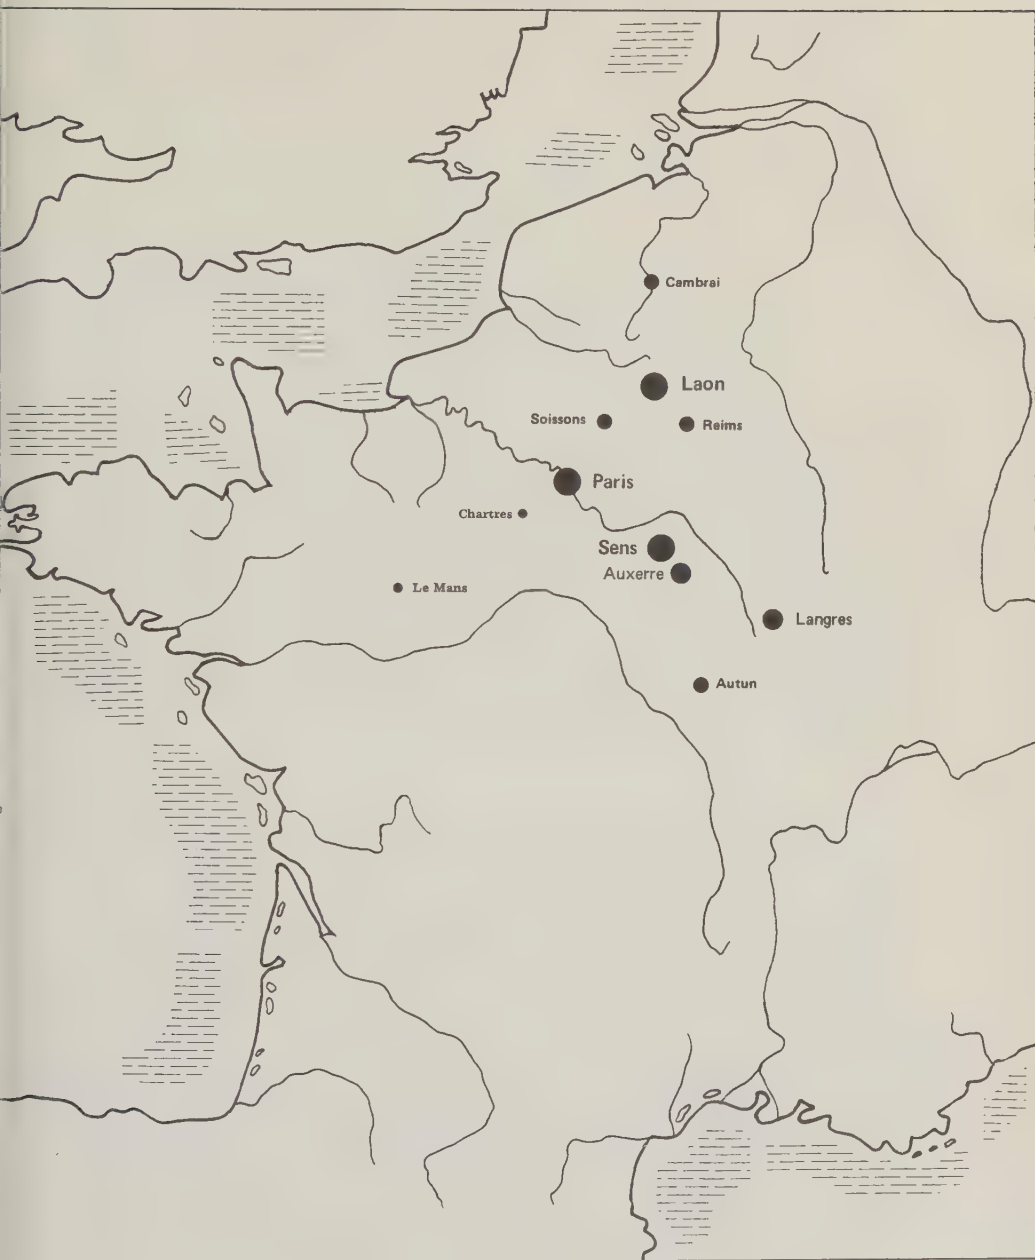 Cambrai
Laon
Soissons
Reims
Paris
Chartres
Sens
Auxerre
Le Mans
Langres
Autun